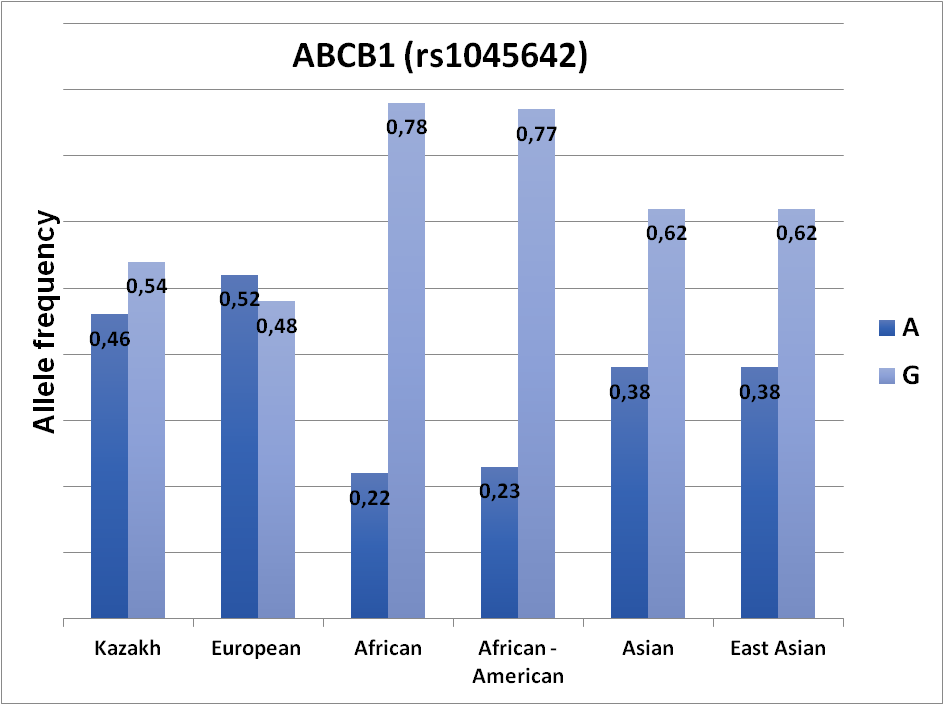 ABCB1 (rs1045642)
Allele frequency
0,46
0,54
0,52
0,48
0,22
0,78
0,23
0,77
0,38
0,62
0,38
0,62
A
G
Kazakh
European
African
African -
American
Asian
East Asian